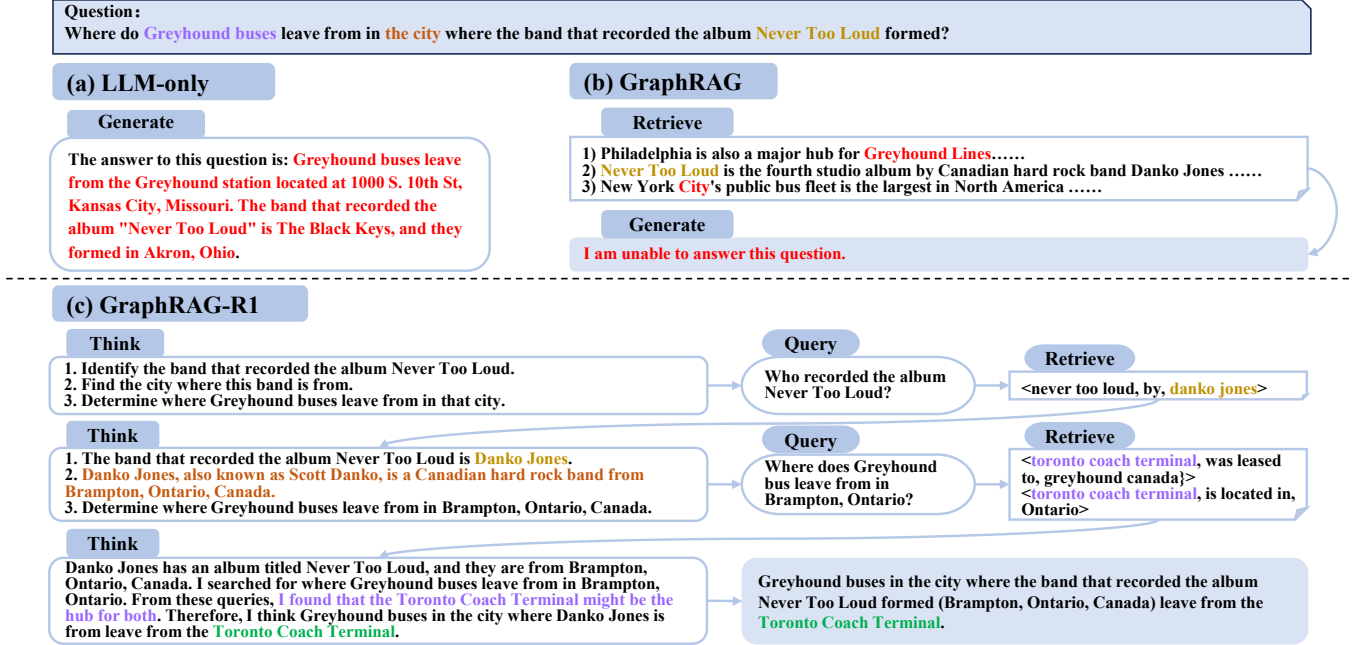 Question：
Where do Greyhound buses leave from in the city where the band that recorded the album Never Too Loud formed?
(a) LLM-only
Generate
The answer to this question is: Greyhound buses leave
from the Greyhound station located at 1000 S. 10th St,
Kansas City, Missouri. The band that recorded the
album "Never Too Loud" is The Black Keys, and they
formed in Akron, Ohio.
(b) GraphRAG
Retrieve
1) Philadelphia is also a major hub for Greyhound Lines……
2) Never Too Loud is the fourth studio album by Canadian hard rock band Danko Jones ……
3) New York City's public bus fleet is the largest in North America ……
Generate
I am unable to answer this question.
(c) GraphRAG-R1
Think
1. Identify the band that recorded the album Never Too Loud.
2. Find the city where this band is from.
3. Determine where Greyhound buses leave from in that city.
Query
Who recorded the album
Never Too Loud?
Retrieve
<never too loud, by, danko jones>
Think
1. The band that recorded the album Never Too Loud is Danko Jones.
2. Danko Jones, also known as Scott Danko, is a Canadian hard rock band from
Brampton, Ontario, Canada.
3. Determine where Greyhound buses leave from in Brampton, Ontario, Canada.
Query
Where does Greyhound
bus leave from in
Brampton, Ontario?
Retrieve
<toronto coach terminal, was leased
to, greyhound canada}>
<toronto coach terminal, is located in,
Ontario>
Think
Danko Jones has an album titled Never Too Loud, and they are from Brampton,
Ontario, Canada. I searched for where Greyhound buses leave from in Brampton,
Ontario. From these queries, I found that the Toronto Coach Terminal might be the
hub for both. Therefore, I think Greyhound buses in the city where Danko Jones is
from leave from the Toronto Coach Terminal.
Greyhound buses in the city where the band that recorded the album
Never Too Loud formed (Brampton, Ontario, Canada) leave from the
Toronto Coach Terminal.